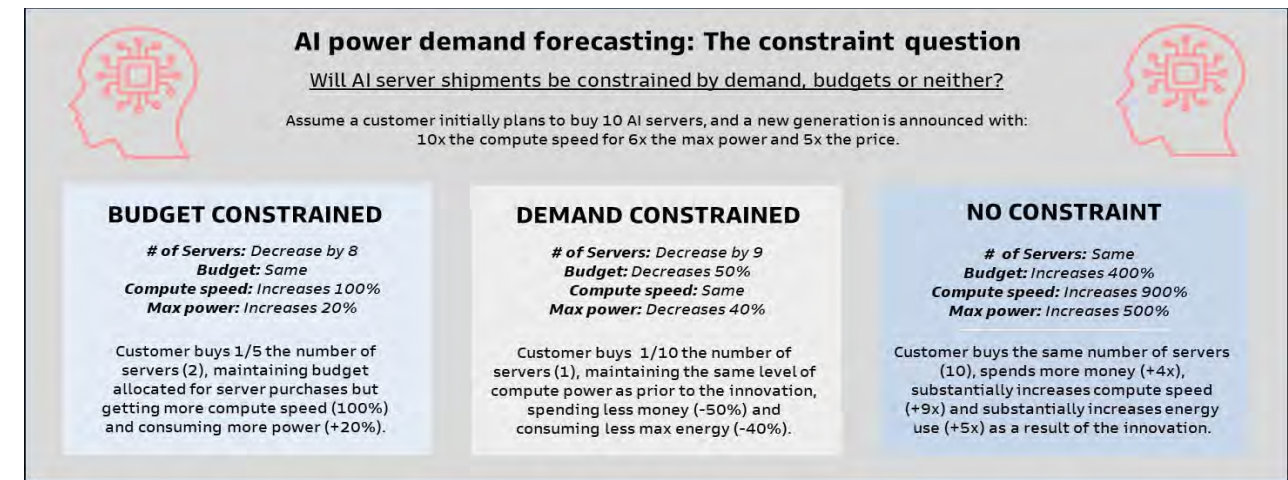 AI power demand forecasting: The constraint question
Will AI server shipments be constrained by demand, budgets or neither?
Assume a customer initially plans to buy 10 AI servers, and a new generation is announced with:
10x the compute speed for 6x the max power and 5x the price.
BUDGET CONSTRAINED
# of Servers: Decrease by 8
Budget: Same
Compute speed: Increases 100%
Max power: Increases 20%
Customer buys 1/5 the number of
servers (2), maintaining budget
allocated for server purchases but
getting more compute speed (100%)
and consuming more power (+20%).
DEMAND CONSTRAINED
# of Servers: Decrease by 9
Budget: Decreases 50%
Compute speed: Same
Max power: Decreases 40%
Customer buys 1/10 the number of
servers (1), maintaining the same level of
compute power as prior to the innovation,
spending less money (-50%) and
consuming less max energy (-40%).
NO CONSTRAINT
# of Servers: Same
Budget: Increases 400%
Compute speed: Increases 900%
Max power: Increases 500%
Customer buys the same number of servers
(10), spends more money (+4x),
substantially increases compute speed
(+9x) and substantially increases energy
use (+5x) as a result of the innovation.